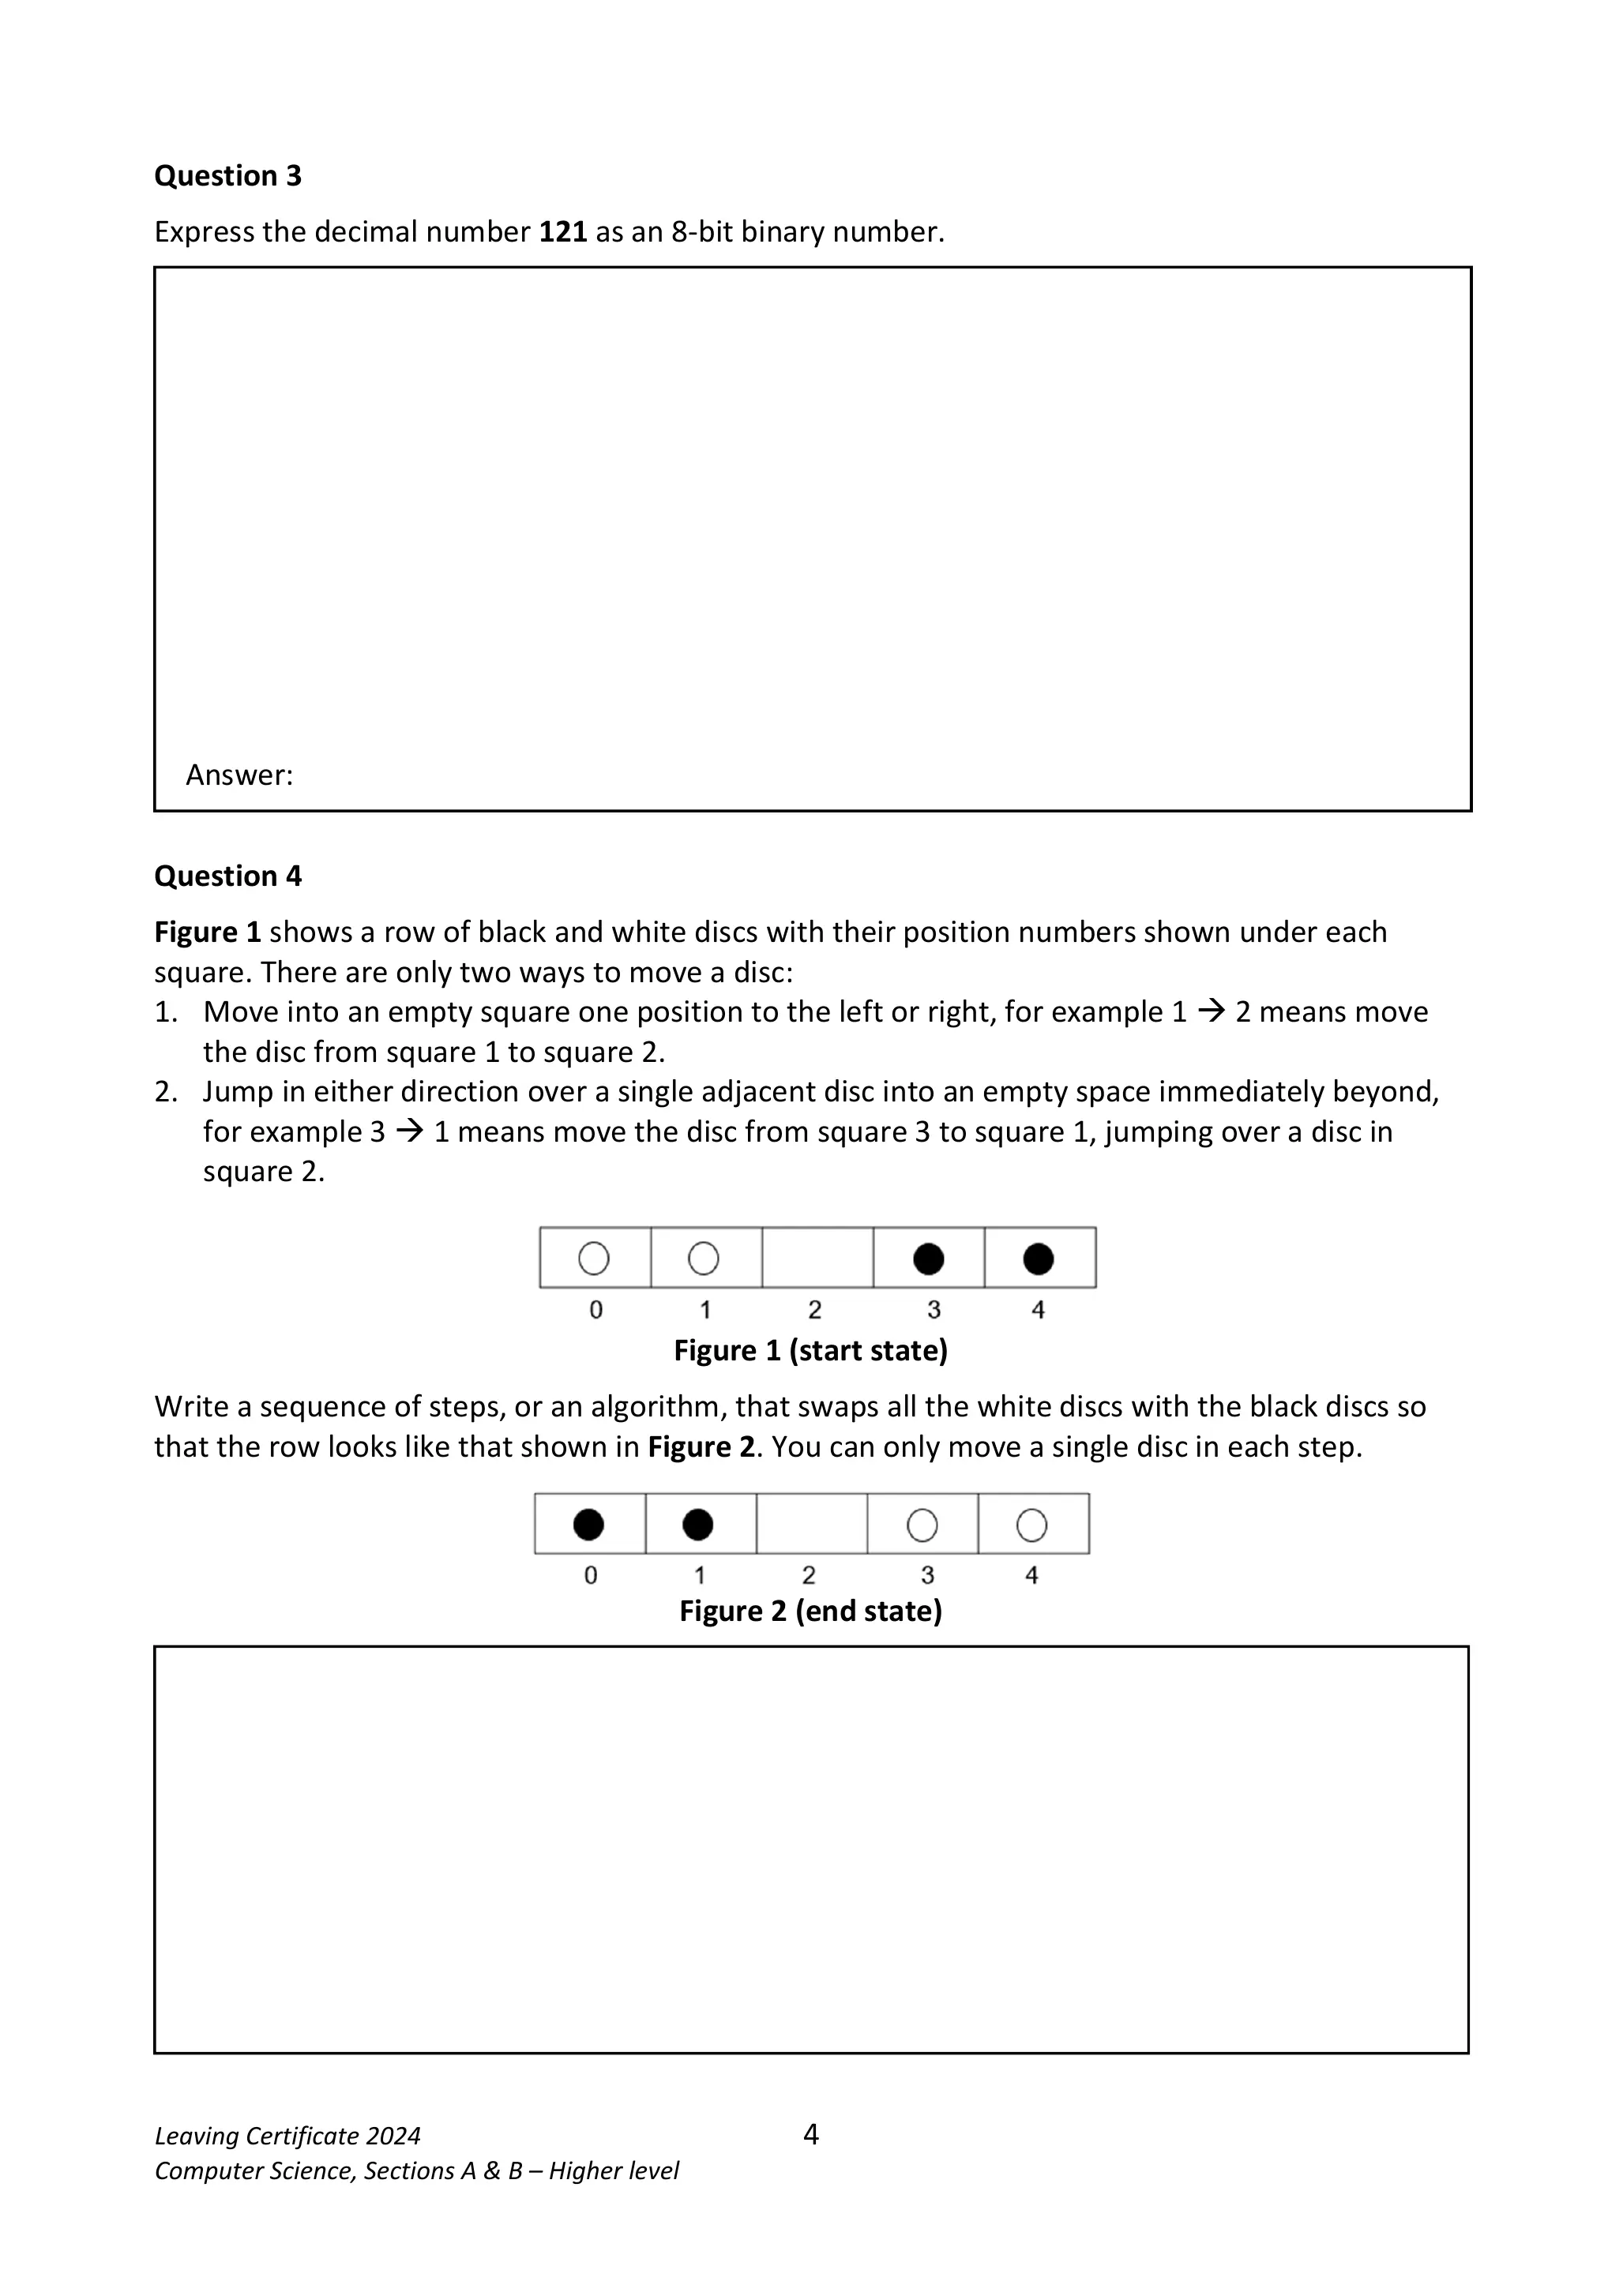 Question 3
Express the decimal number 121 as an 8-bit binary number.
Answer:
Question 4
Figure 1 shows a row of black and white discs with their position numbers shown under each
square. There are only two ways to move a disc:
1. Move into an empty square one position to the left or right, for example 1 → 2 means move
the disc from square 1 to square 2.
2. Jump in either direction over a single adjacent disc into an empty space immediately beyond,
for example 3 → 1 means move the disc from square 3 to square 1, jumping over a disc in
square 2.
0 1 2 3 4
Figure 1 (start state)
Write a sequence of steps, or an algorithm, that swaps all the white discs with the black discs so
that the row looks like that shown in Figure 2. You can only move a single disc in each step.
0 1 2 3 4
Figure 2 (end state)
Leaving Certificate 2024 4
Computer Science, Sections A & B – Higher level